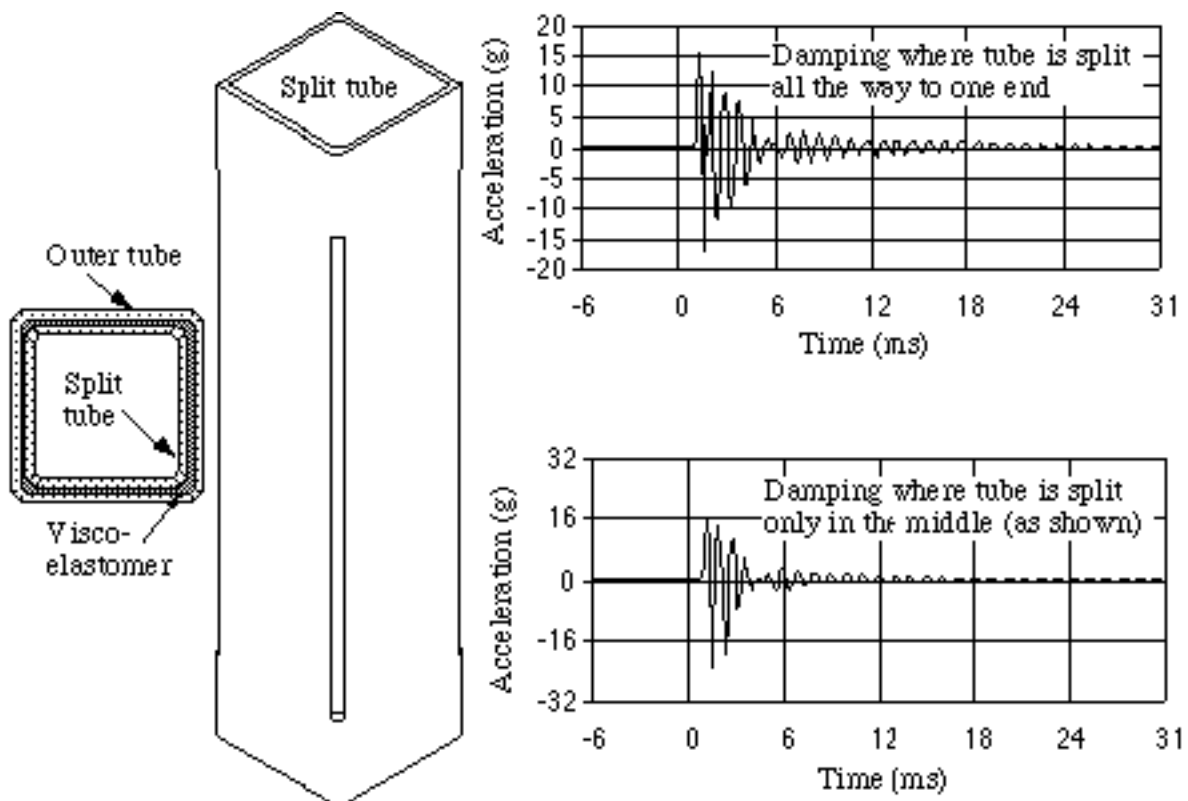 Split tube
Outer tube
Split
tube
Visco-
elastomer
Damping where tube is split
all the way to one end
Acceleration (g)
20
15
10
5
0
-5
-10
-15
-20
-6 0 6 12 18 24 31
Time (ms)
Damping where tube is split
only in the middle (as shown)
Acceleration (g)
32
16
0
-16
-32
-6 0 6 12 18 24 31
Time (ms)